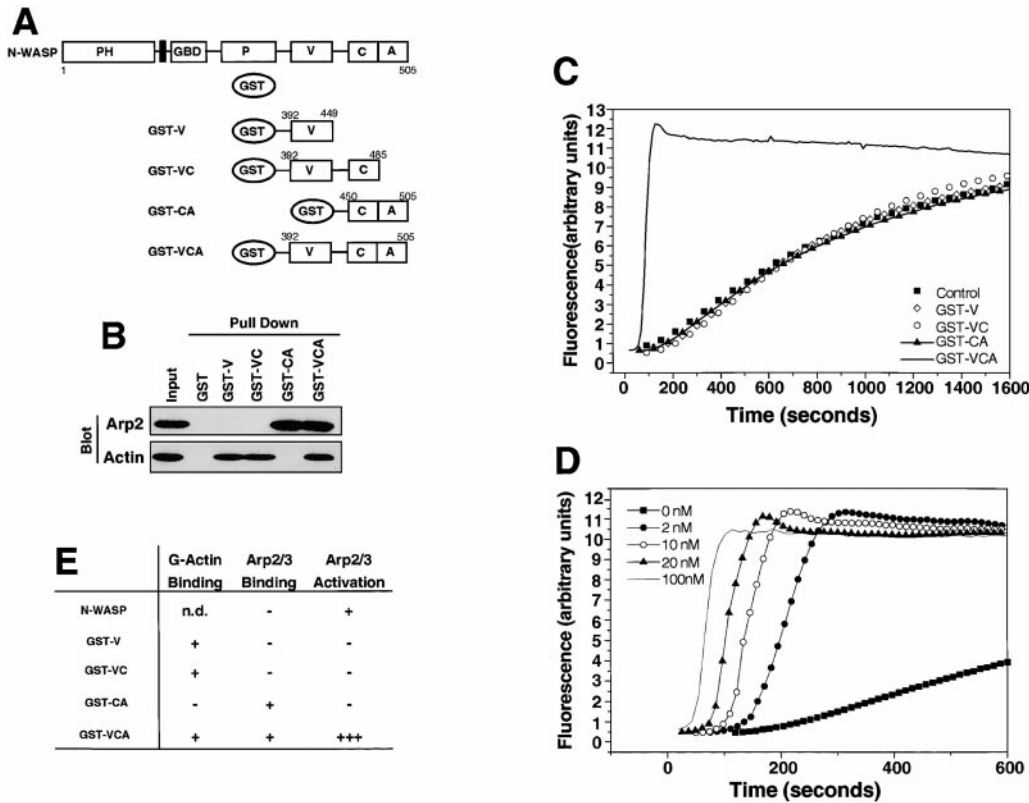 A
N-WASP PH GBD P V C A
1 505
GST
392 449
GST-V GST V
392 485
GST-VC GST V C
450 505
GST-CA GST C A
392 505
GST-VCA GST V C A
B
Pull Down
Input GST GST-V GST-VC GST-CA GST-VCA
Blot
Arp2
Actin
E
G-Actin Binding Arp2/3 Binding Arp2/3 Activation
N-WASP n.d. - +
GST-V + - -
GST-VC + - -
GST-CA - + -
GST-VCA + + +++
C
Fluorescence(arbitrary units)
13
12
11
10
9
8
7
6
5
4
3
2
1
0
Control
GST-V
GST-VC
GST-CA
GST-VCA
0 200 400 600 800 1000 1200 1400 1600
Time (seconds)
D
Fluorescence (arbitrary units)
12
11
10
9
8
7
6
5
4
3
2
1
0
0 nM
2 nM
10 nM
20 nM
100nM
0 200 400 600
Time (seconds)